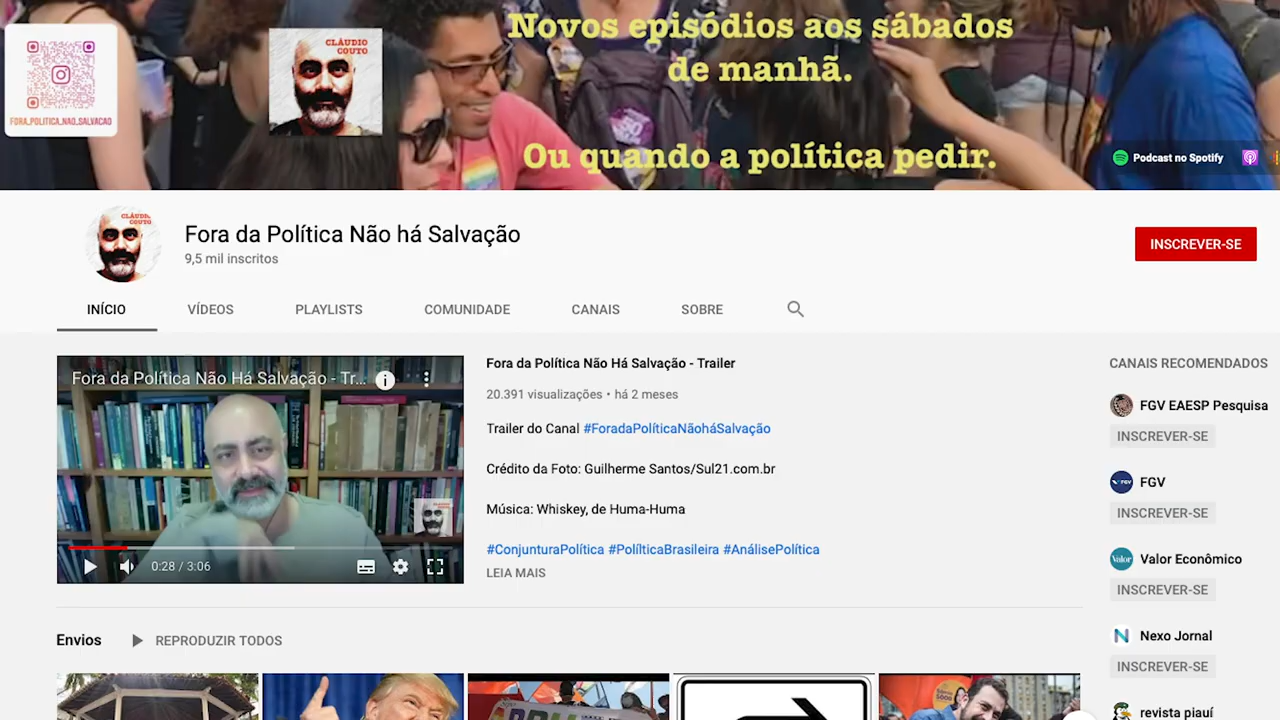 Novos episódios aos sábados
de manhã.
Ou quando a política pedir.
CLÁUDIO
COUTO
FORA_POLITICA_NAO_SALVACAO
Podcast no Spotify
CLÁUDIO
COUTO
Fora da Política Não há Salvação
9,5 mil inscritos
INSCREVER-SE
INÍCIO
VÍDEOS
PLAYLISTS
COMUNIDADE
CANAIS
SOBRE
Fora da Política Não Há Salvação - Tr...
0:28 / 3:06
Fora da Política Não Há Salvação - Trailer
20.391 visualizações • há 2 meses
Trailer do Canal #ForadaPolíticaNãoháSalvação
Crédito da Foto: Guilherme Santos/Sul21.com.br
Música: Whiskey, de Huma-Huma
#ConjunturaPolítica #PolílticaBrasileira #AnálisePolítica
LEIA MAIS
CANAIS RECOMENDADOS
FGV EAESP Pesquisa
INSCREVER-SE
FGV
INSCREVER-SE
Valor Econômico
INSCREVER-SE
Nexo Jornal
INSCREVER-SE
revista piauí
Envios
REPRODUZIR TODOS